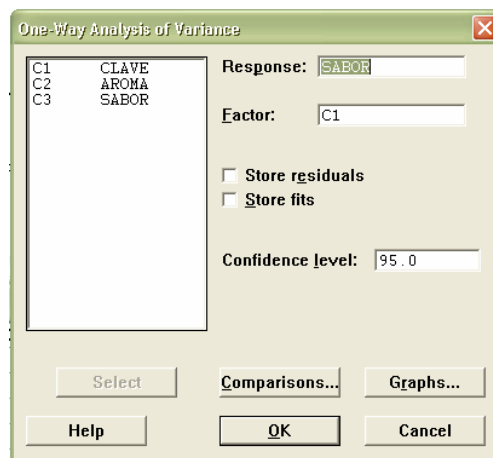 One-Way Analysis of Variance
C1 CLAVE
C2 AROMA
C3 SABOR
Response: SABOR
Factor: C1
Store residuals
Store fits
Confidence level: 95.0
Select
Comparisons...
Graphs...
Help
OK
Cancel